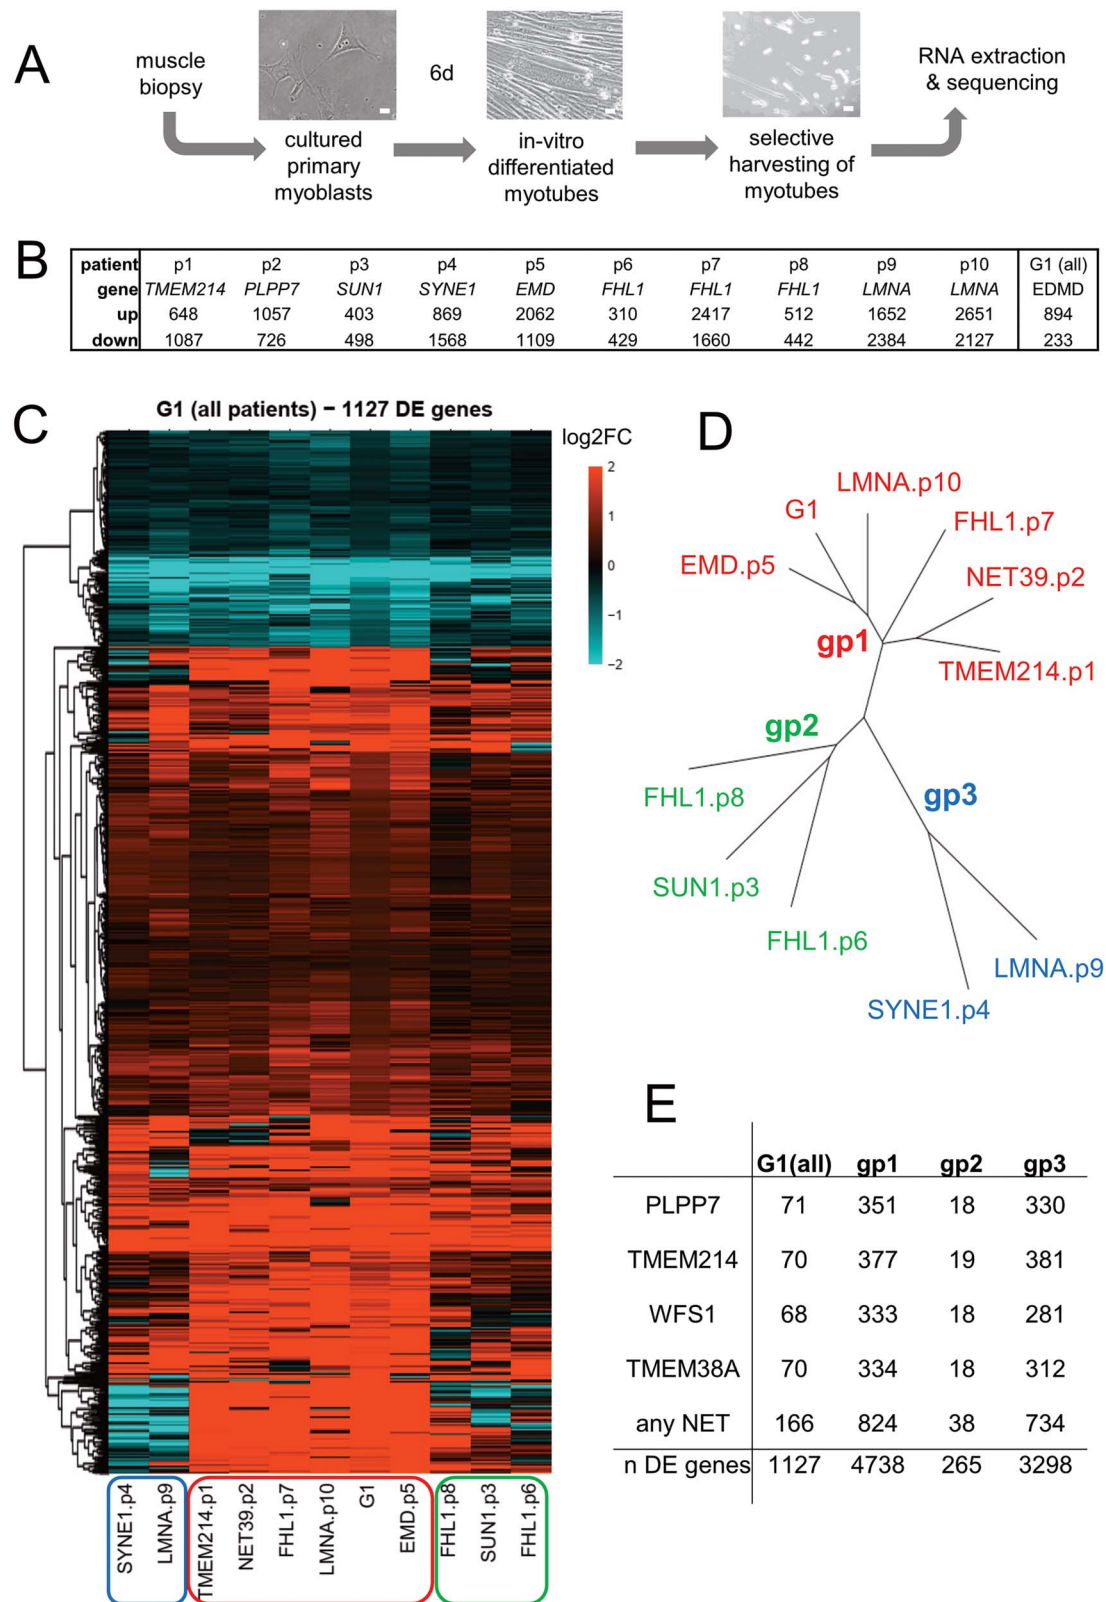 A
muscle
biopsy
6d
RNA extraction
& sequencing
cultured
primary
myoblasts
in-vitro
differentiated
myotubes
selective
harvesting of
myotubes
B
patient p1 p2 p3 p4 p5 p6 p7 p8 p9 p10 G1 (all)
gene TMEM214 PLPP7 SUN1 SYNE1 EMD FHL1 FHL1 FHL1 LMNA LMNA EDMD
up 648 1057 403 869 2062 310 2417 512 1652 2651 894
down 1087 726 498 1568 1109 429 1660 442 2384 2127 233
C
G1 (all patients) − 1127 DE genes
log2FC
2
1
0
−1
−2
SYNE1.p4
LMNA.p9
TMEM214.p1
NET39.p2
FHL1.p7
LMNA.p10
G1
EMD.p5
FHL1.p8
SUN1.p3
FHL1.p6
D
LMNA.p10
G1
FHL1.p7
EMD.p5
NET39.p2
gp1
TMEM214.p1
gp2
gp3
FHL1.p8
SUN1.p3
FHL1.p6
LMNA.p9
SYNE1.p4
E
G1(all) gp1 gp2 gp3
PLPP7 71 351 18 330
TMEM214 70 377 19 381
WFS1 68 333 18 281
TMEM38A 70 334 18 312
any NET 166 824 38 734
n DE genes 1127 4738 265 3298